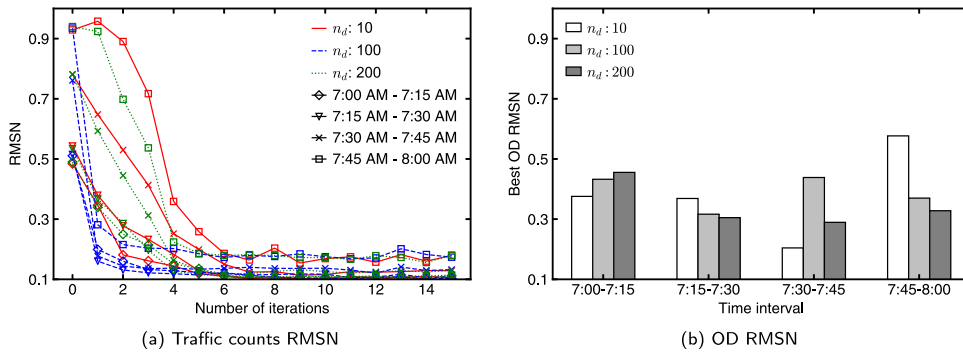 RMSN
0.9
0.7
0.5
0.3
0.1
0 2 4 6 8 10 12 14
Number of iterations
n_d: 10
n_d: 100
n_d: 200
7:00 AM - 7:15 AM
7:15 AM - 7:30 AM
7:30 AM - 7:45 AM
7:45 AM - 8:00 AM
(a) Traffic counts RMSN
Best OD RMSN
0.9
0.7
0.5
0.3
0.1
n_d: 10
n_d: 100
n_d: 200
7:00-7:15 7:15-7:30 7:30-7:45 7:45-8:00
Time interval
(b) OD RMSN